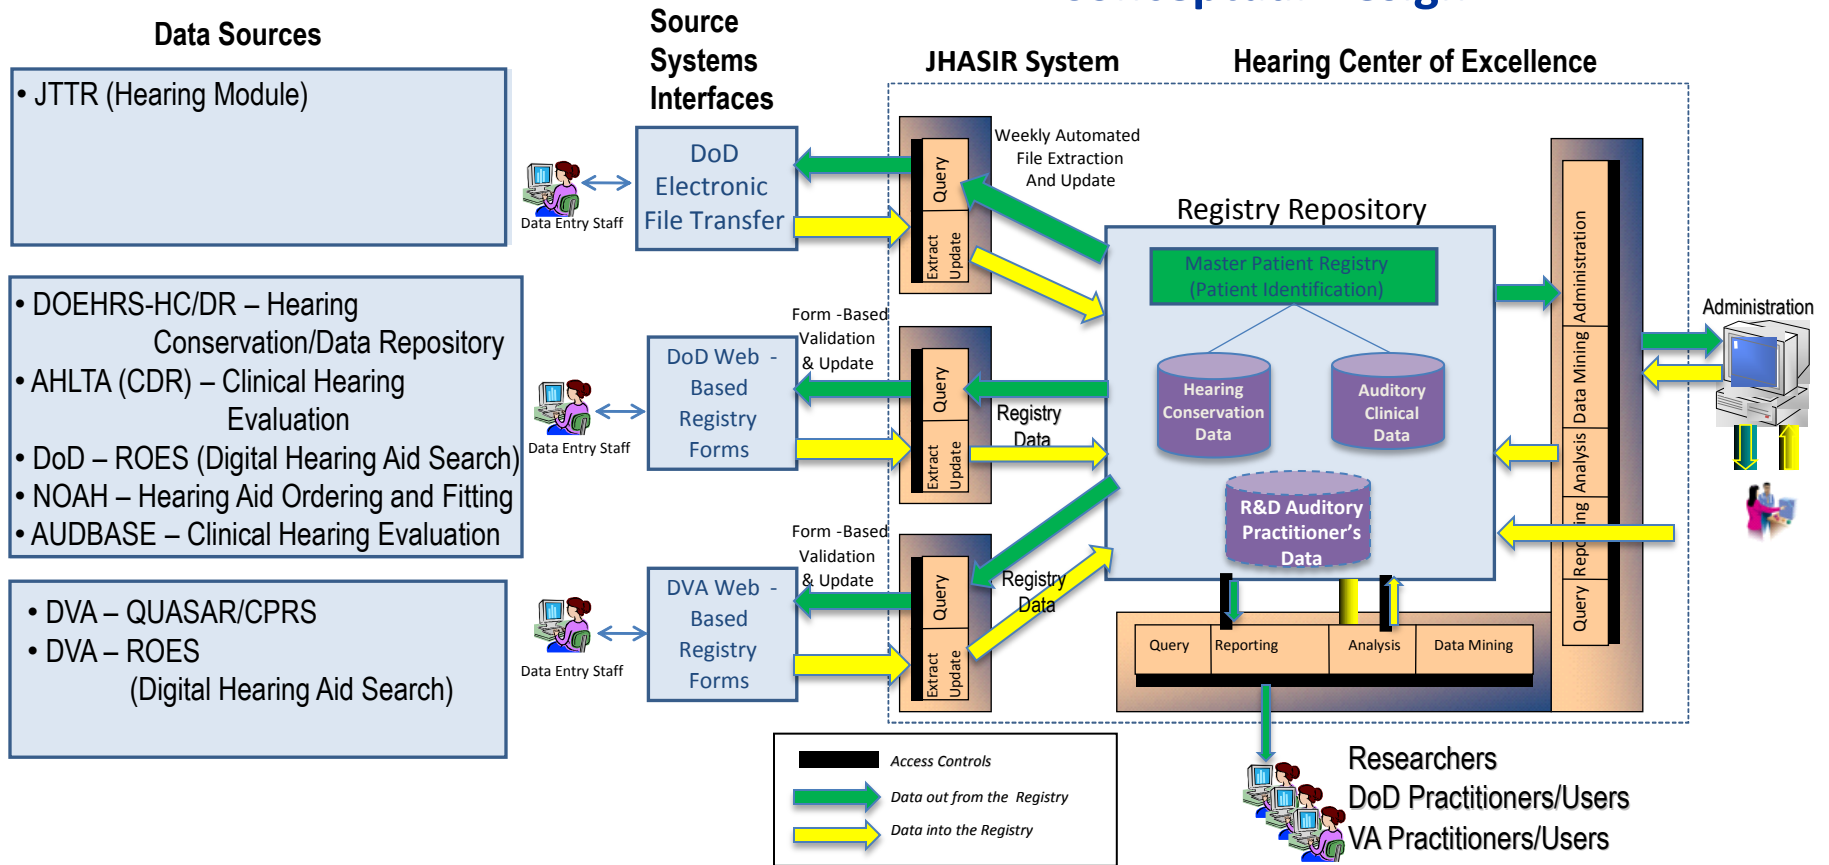 Conceptual Design
Data Sources
Source
Systems
Interfaces
JHASIR System
Hearing Center of Excellence
• JTTR (Hearing Module)
Data Entry Staff
DoD
Electronic
File Transfer
Query
Extract
Update
Weekly Automated
File Extraction
And Update
• DOEHRS-HC/DR – Hearing
Conservation/Data Repository
• AHLTA (CDR) – Clinical Hearing
Evaluation
• DoD – ROES (Digital Hearing Aid Search)
• NOAH – Hearing Aid Ordering and Fitting
• AUDBASE – Clinical Hearing Evaluation
Data Entry Staff
DoD Web -
Based
Registry
Forms
Form -Based
Validation
& Update
Query
Extract
Update
Registry
Data
• DVA – QUASAR/CPRS
• DVA – ROES
(Digital Hearing Aid Search)
Data Entry Staff
DVA Web -
Based
Registry
Forms
Form -Based
Validation
& Update
Query
Extract
Update
Registry
Data
Registry Repository
Master Patient Registry
(Patient Identification)
Hearing
Conservation
Data
Auditory
Clinical
Data
R&D Auditory
Practitioner’s
Data
Query Reporting Analysis Data Mining
Query Reporting Analysis Data Mining Administration
Administration
Access Controls
Data out from the Registry
Data into the Registry
Researchers
DoD Practitioners/Users
VA Practitioners/Users